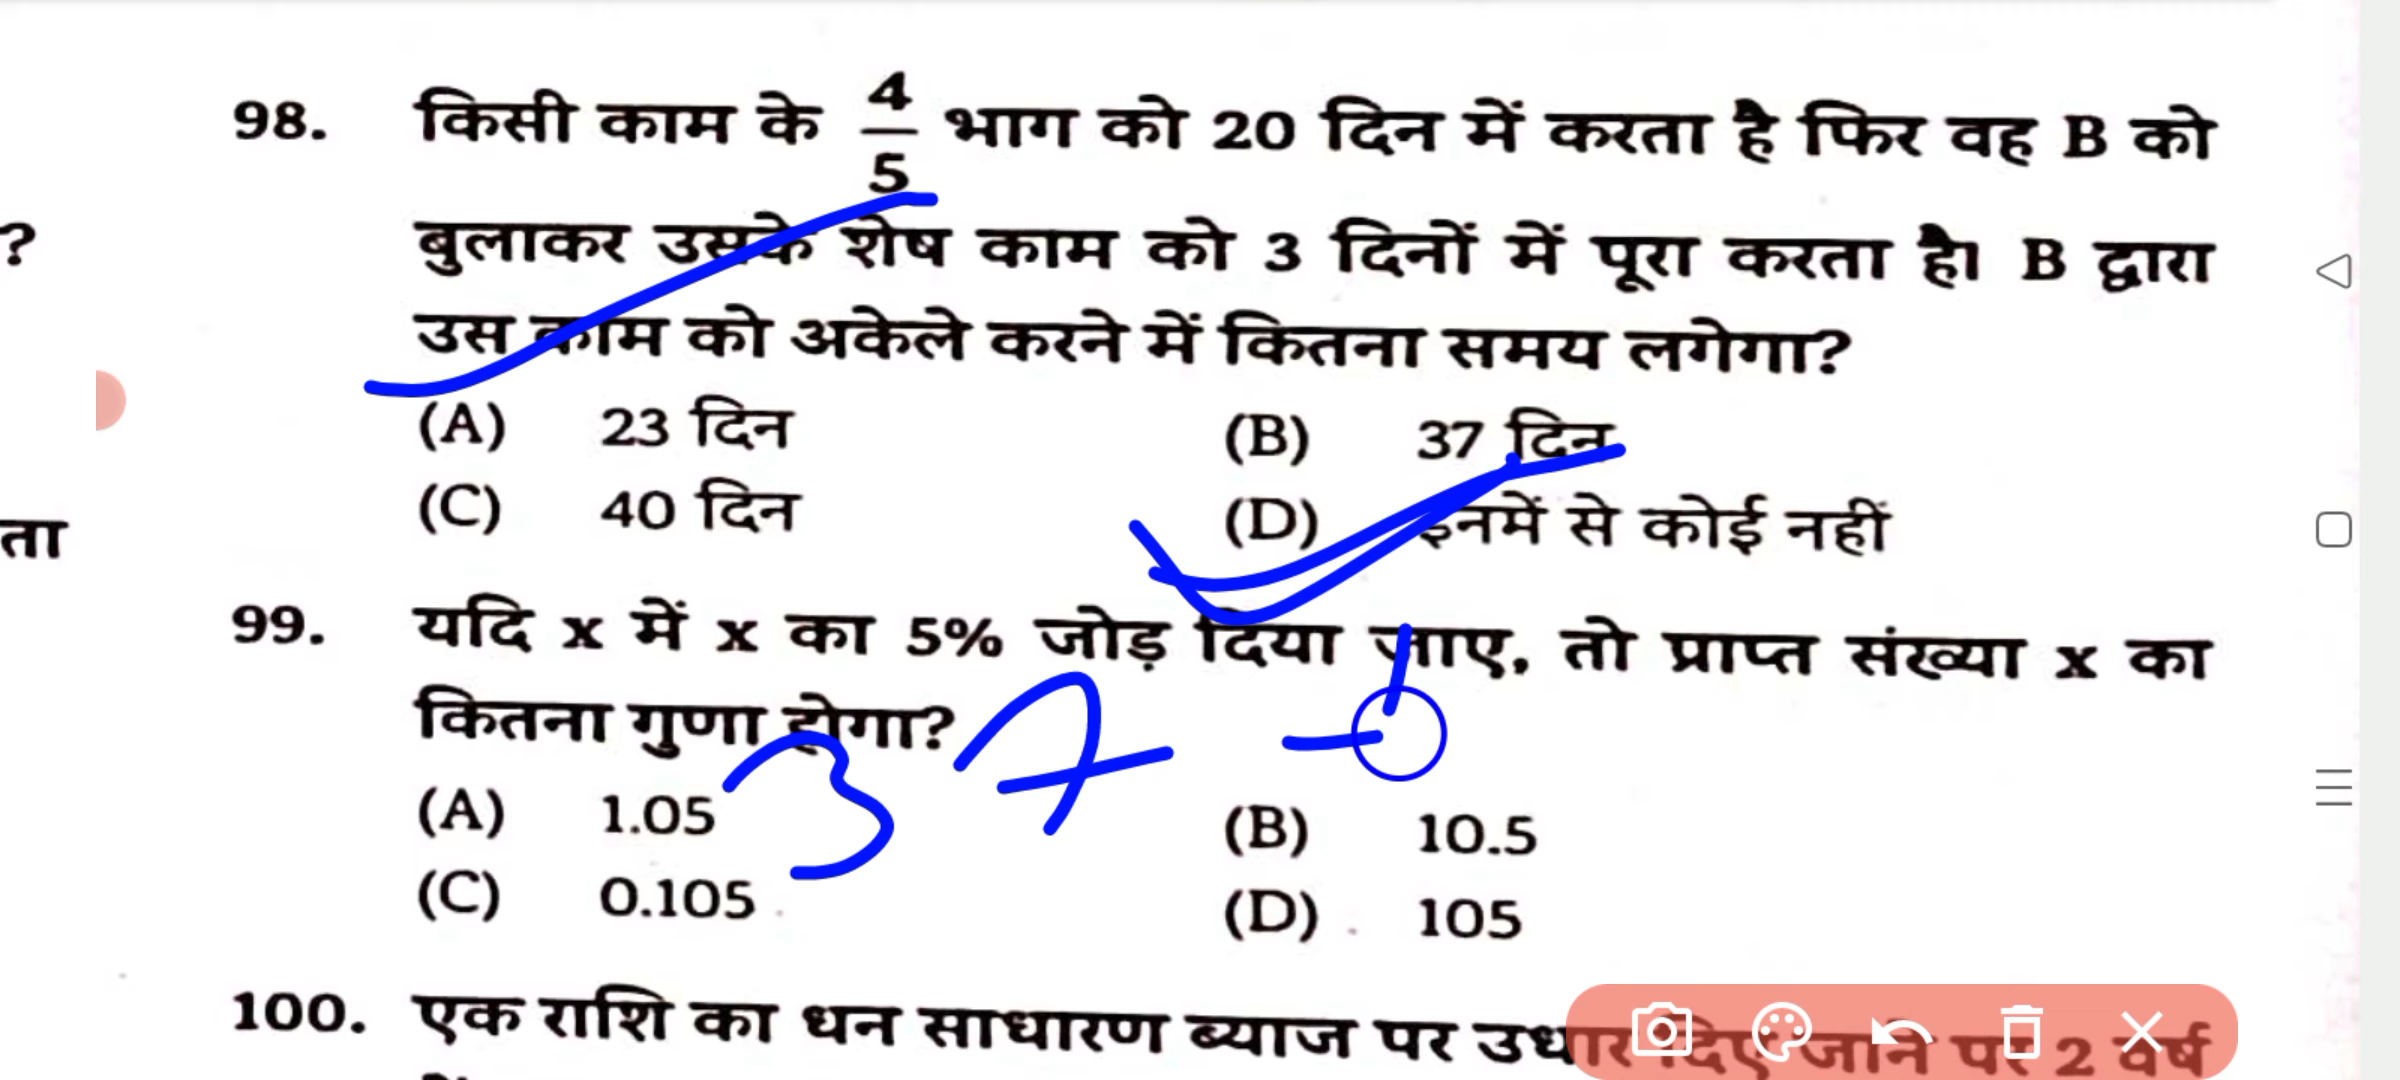 98. किसी काम के 4/5 भाग को 20 दिन में करता है फिर वह B को
बुलाकर उसके शेष काम को 3 दिनों में पूरा करता है। B द्वारा
उस काम को अकेले करने में कितना समय लगेगा?
(A) 23 दिन (B) 37 दिन
(C) 40 दिन (D) इनमें से कोई नहीं
99. यदि x में x का 5% जोड़ दिया जाए, तो प्राप्त संख्या x का
कितना गुणा होगा?
37
(A) 1.05 (B) 10.5
(C) 0.105 (D) 105
100. एक राशि का धन साधारण ब्याज पर उधार दिए जाने पर 2 वर्ष
?
ता